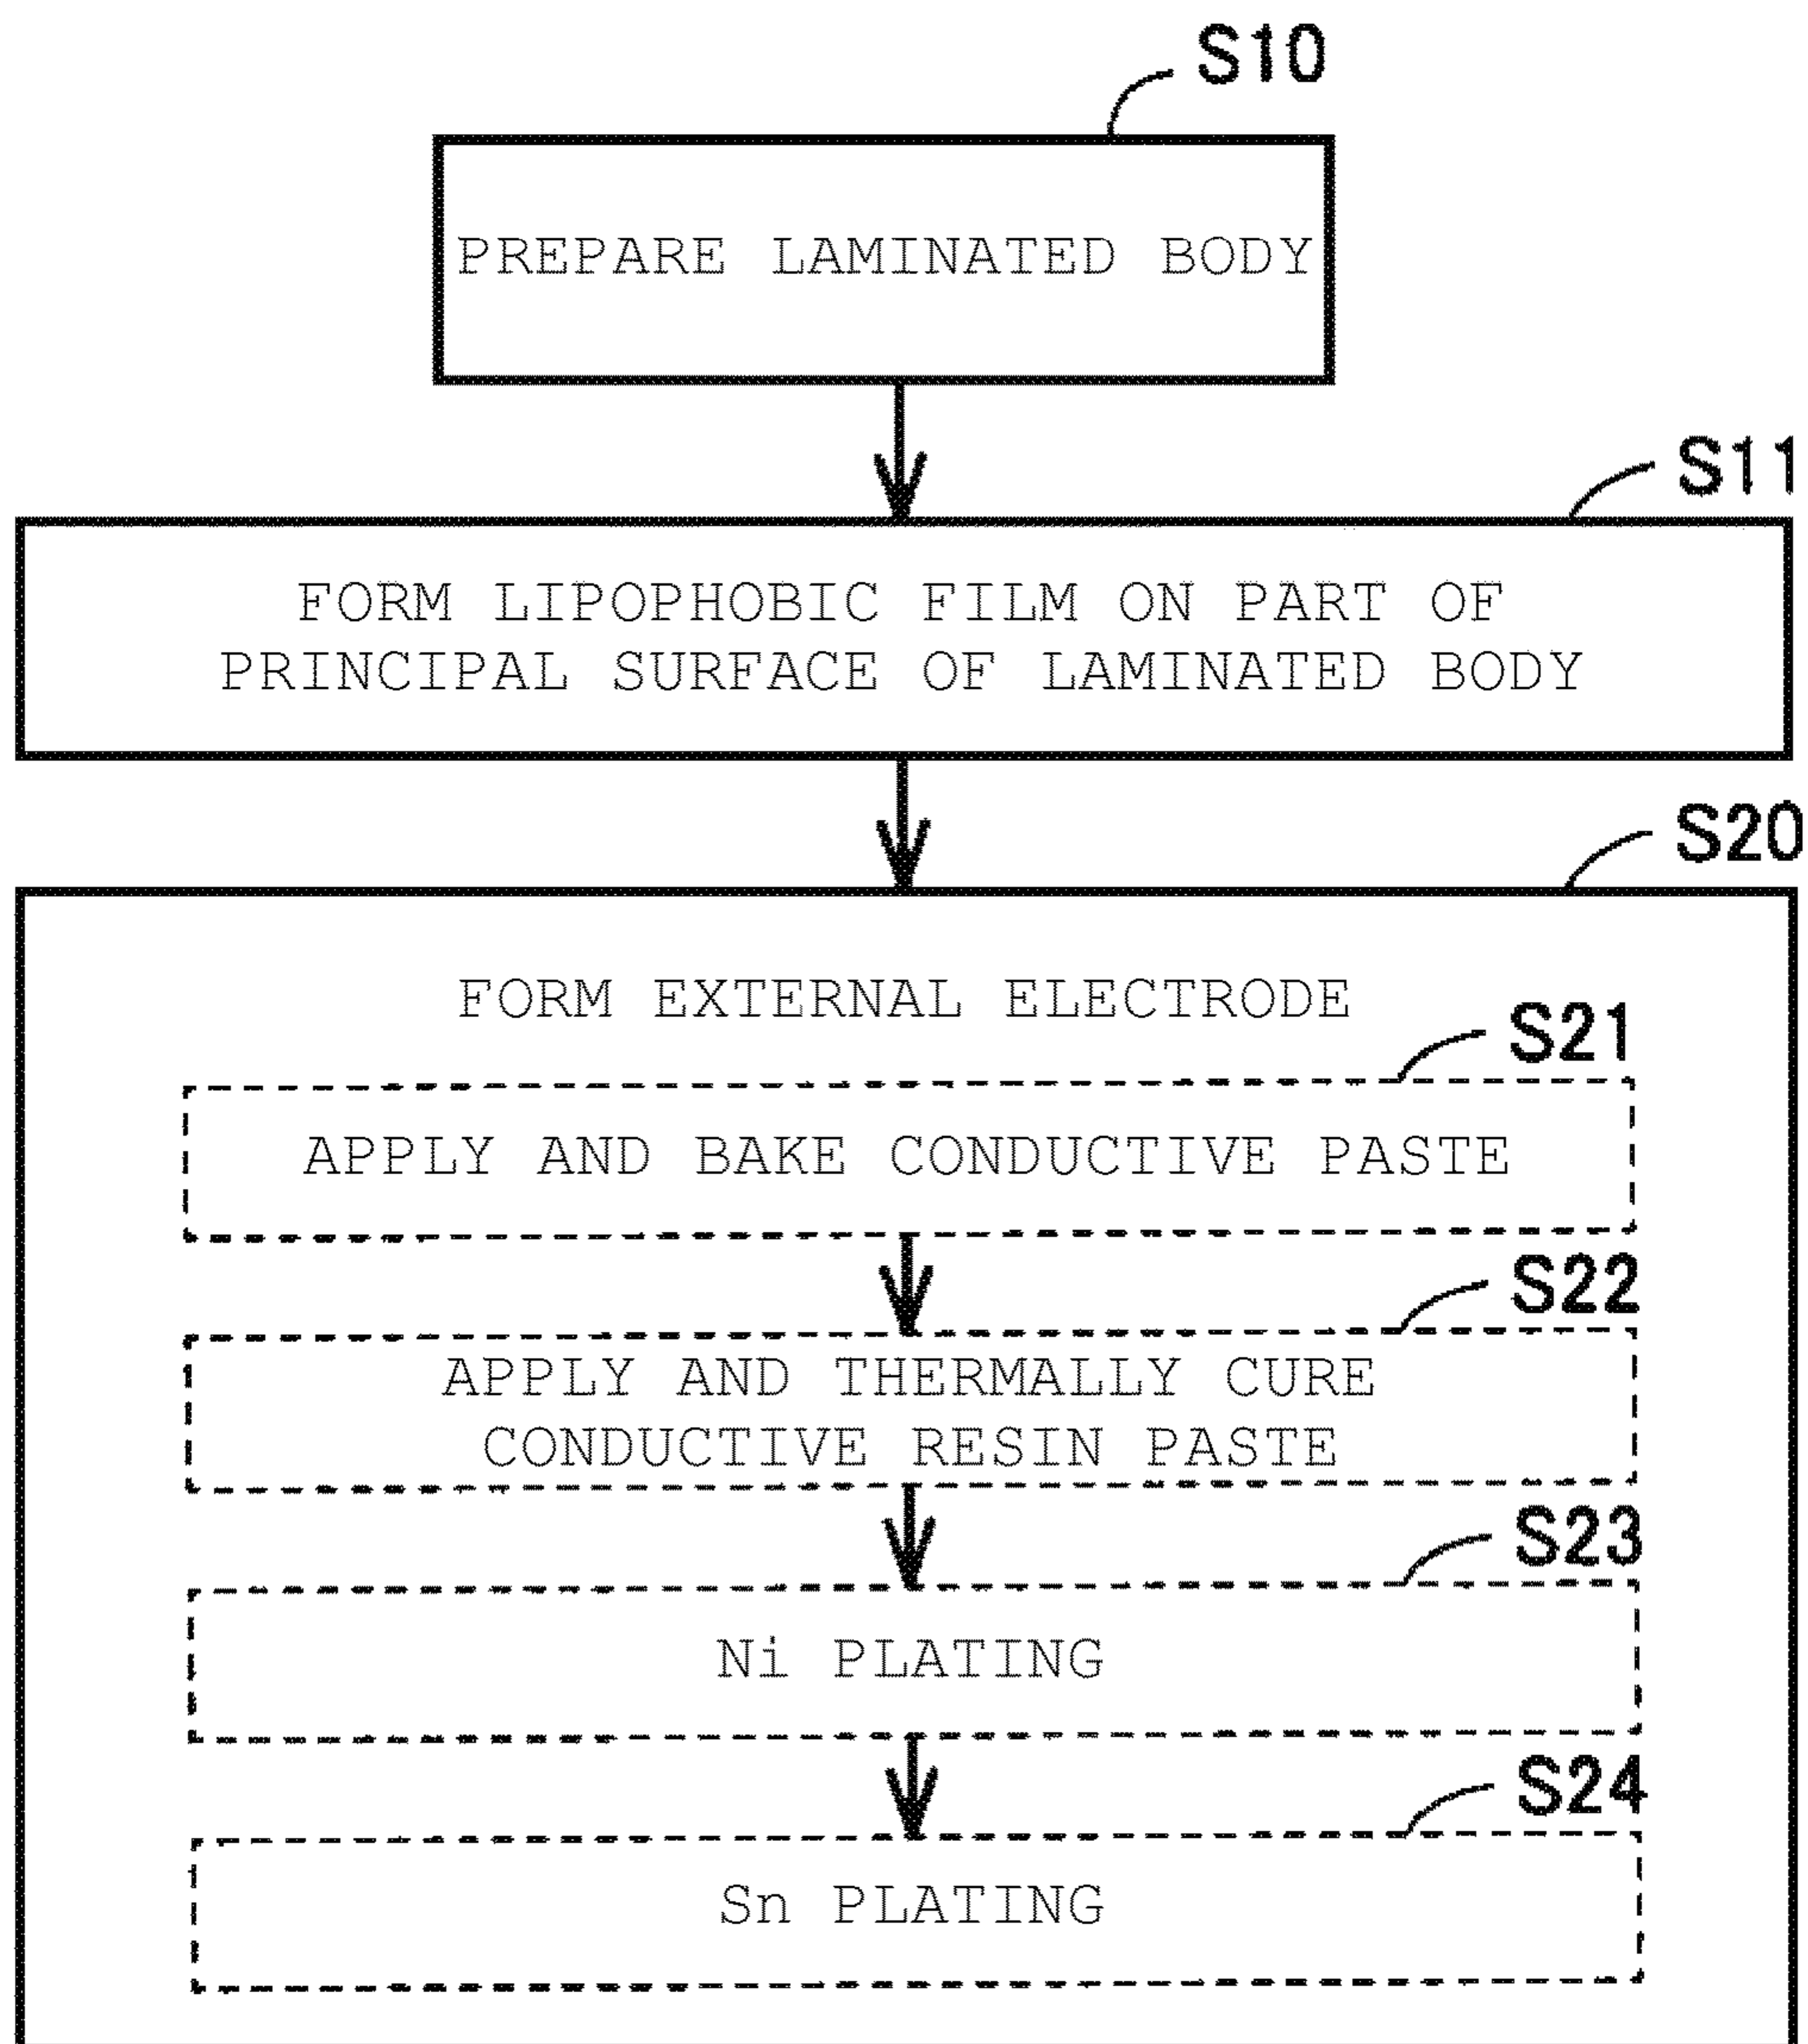 S10
PREPARE LAMINATED BODY
S11
FORM LIPOPHOBIC FILM ON PART OF
PRINCIPAL SURFACE OF LAMINATED BODY
S20
FORM EXTERNAL ELECTRODE
S21
APPLY AND BAKE CONDUCTIVE PASTE
S22
APPLY AND THERMALLY CURE
CONDUCTIVE RESIN PASTE
S23
Ni PLATING
S24
Sn PLATING